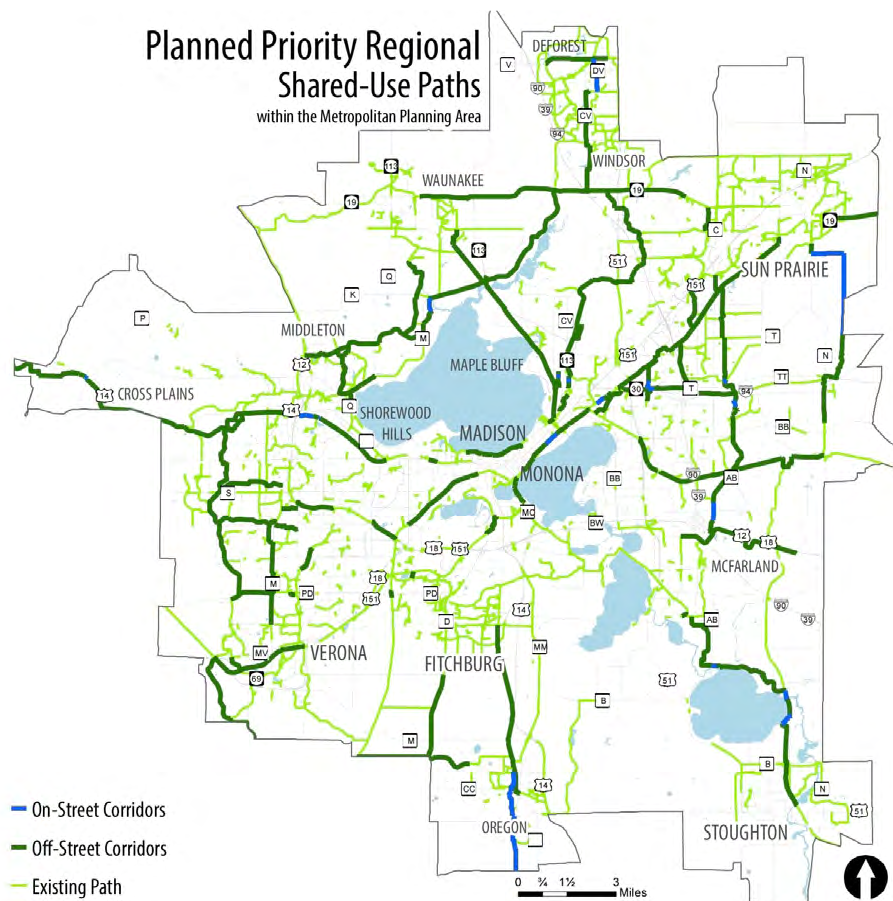 Planned Priority Regional
Shared-Use Paths
within the Metropolitan Planning Area
DEFOREST
V
DV
90
39
CV
94
WINDSOR
113
WAUNAKEE
N
19
19
19
C
113
51
SUN PRAIRIE
Q
151
K
P
CV
MIDDLETON
M
T
151
N
MAPLE BLUFF
113
12
TT
30
T
94
14
CROSS PLAINS
Q
14
SHOREWOOD
HILLS
BB
MADISON
MONONA
90
BB
AB
S
39
MC
BW
12
18
18
151
MCFARLAND
18
M
PD
151
PD
90
39
14
D
AB
MV
VERONA
MM
FITCHBURG
69
51
B
M
B
CC
14
N
51
OREGON
STOUGHTON
On-Street Corridors
Off-Street Corridors
Existing Path
0 ¾ 1½ 3
Miles